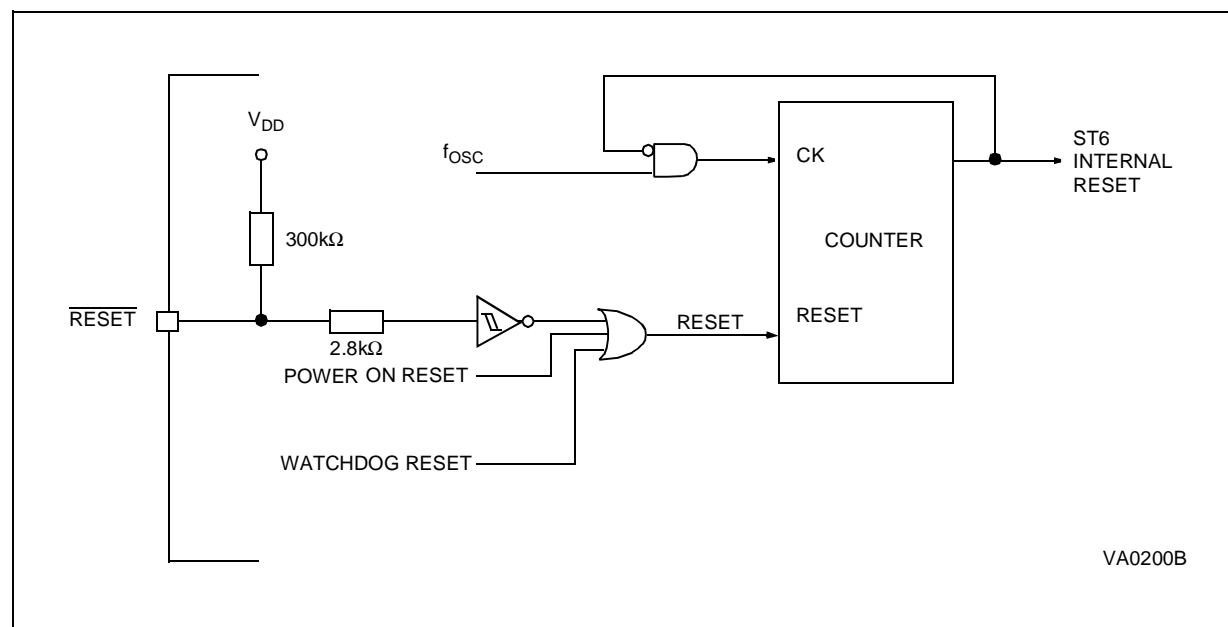 V_DD
f_OSC
CK
ST6
INTERNAL
RESET
300kΩ
COUNTER
RESET
2.8kΩ
RESET
RESET
POWER ON RESET
WATCHDOG RESET
VA0200B